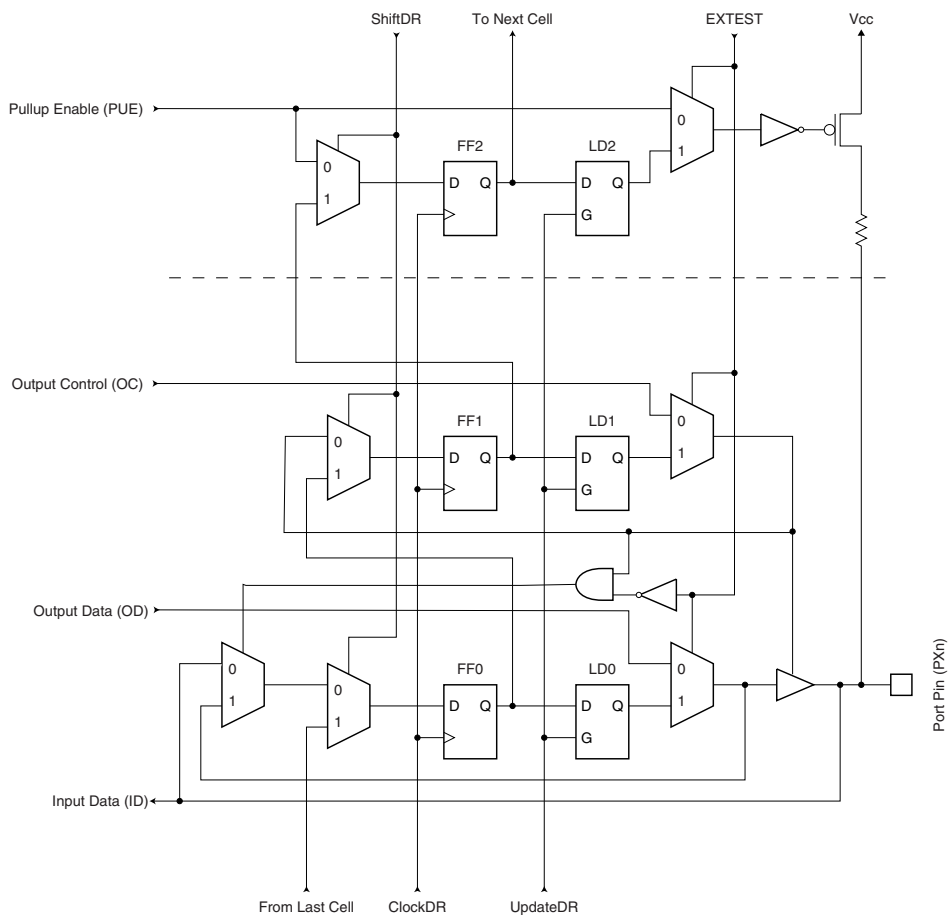 ShiftDR
To Next Cell
EXTEST
Vcc
Pullup Enable (PUE)
0
1
FF2
D Q
LD2
D Q
G
0
1
Output Control (OC)
0
1
FF1
D Q
LD1
D Q
G
0
1
Output Data (OD)
0
1
0
1
FF0
D Q
LD0
D Q
G
0
1
Port Pin (PXn)
Input Data (ID)
From Last Cell
ClockDR
UpdateDR